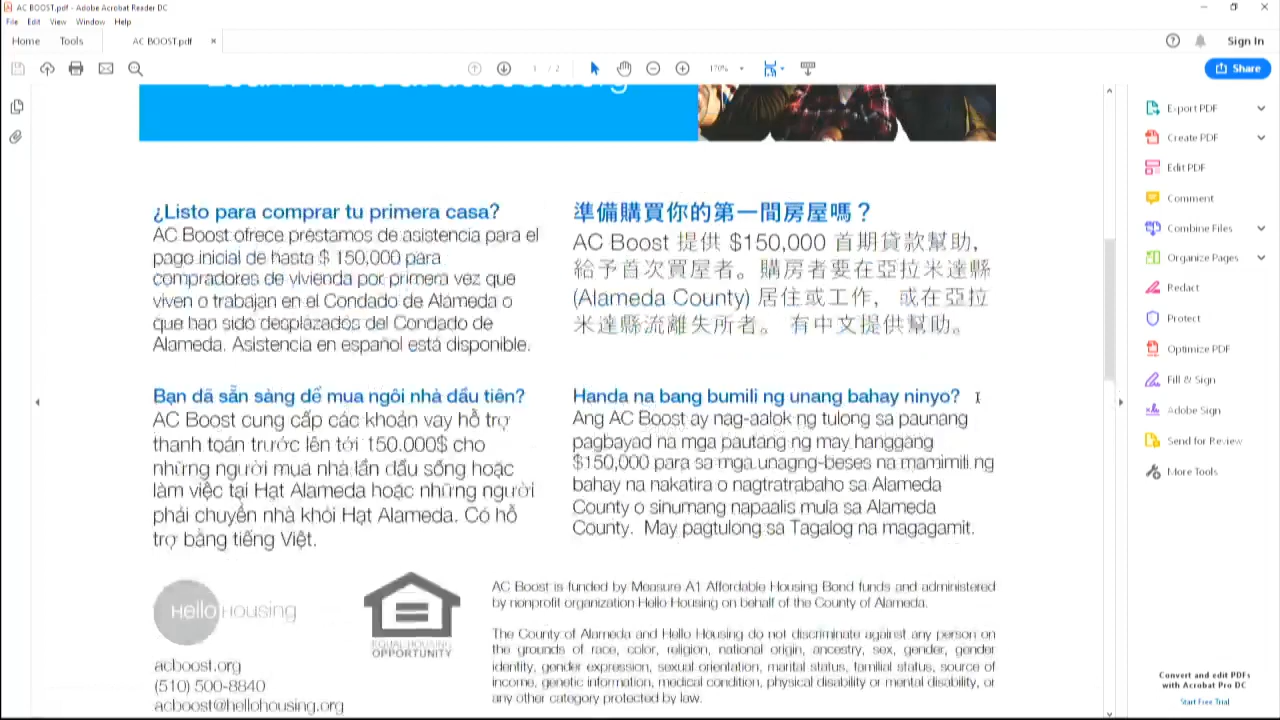 AC BOOST.pdf - Adobe Acrobat Reader DC
File Edit View Window Help
Home Tools AC BOOST.pdf × Sign In
1 / 2 170% Share
¿Listo para comprar tu primera casa?
AC Boost ofrece préstamos de asistencia para el
pago inicial de hasta $ 150,000 para
compradores de vivienda por primera vez que
viven o trabajan en el Condado de Alameda o
que han sido desplazados del Condado de
Alameda. Asistencia en español está disponible.
準備購買你的第一間房屋嗎？
AC Boost 提供 $150,000 首期貸款幫助,
給予首次買屋者。購房者要在亞拉米達縣
(Alameda County) 居住或工作, 或在亞拉
米達縣流離失所者。 有中文提供幫助。
Bạn đã sẵn sàng để mua ngôi nhà đầu tiên?
AC Boost cung cấp các khoản vay hỗ trợ
thanh toán trước lên tới 150.000$ cho
những người mua nhà lần đầu sống hoặc
làm việc tại Hạt Alameda hoặc những người
phải chuyển nhà khỏi Hạt Alameda. Có hỗ
trợ bằng tiếng Việt.
Handa na bang bumili ng unang bahay ninyo?
Ang AC Boost ay nag-aalok ng tulong sa paunang
pagbayad na mga pautang ng may hanggang
$150,000 para sa mga unagng-beses na mamimili ng
bahay na nakatira o nagtratrabaho sa Alameda
County o sinumang napaalis mula sa Alameda
County. May pagtulong sa Tagalog na magagamit.
Hello Housing
EQUAL HOUSING
OPPORTUNITY
acboost.org
(510) 500-8840
acboost@hellohousing.org
AC Boost is funded by Measure A1 Affordable Housing Bond funds and administered
by nonprofit organization Hello Housing on behalf of the County of Alameda.
The County of Alameda and Hello Housing do not discriminate against any person on
the grounds of race, color, religion, national origin, ancestry, sex, gender, gender
identity, gender expression, sexual orientation, marital status, familial status, source of
income, genetic information, medical condition, physical disability or mental disability, or
any other category protected by law.
Export PDF
Create PDF
Edit PDF
Comment
Combine Files
Organize Pages
Redact
Protect
Optimize PDF
Fill & Sign
Adobe Sign
Send for Review
More Tools
Convert and edit PDFs
with Acrobat Pro DC
Start Free Trial